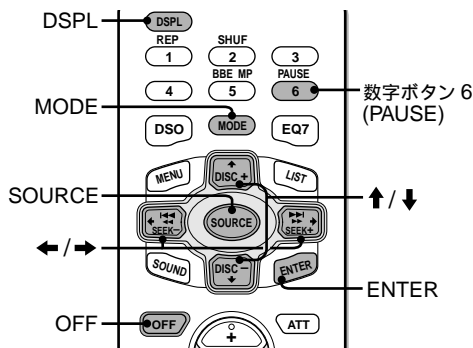 DSPL
DSPL
REP SHUF
1 2 3
BBE MP PAUSE
4 5 6
数字ボタン 6
(PAUSE)
MODE
DSO MODE EQ7
MENU DISC + LIST
SOURCE
SEEK− SOURCE SEEK+
SOUND DISC − ENTER
ENTER
OFF
OFF ATT
+